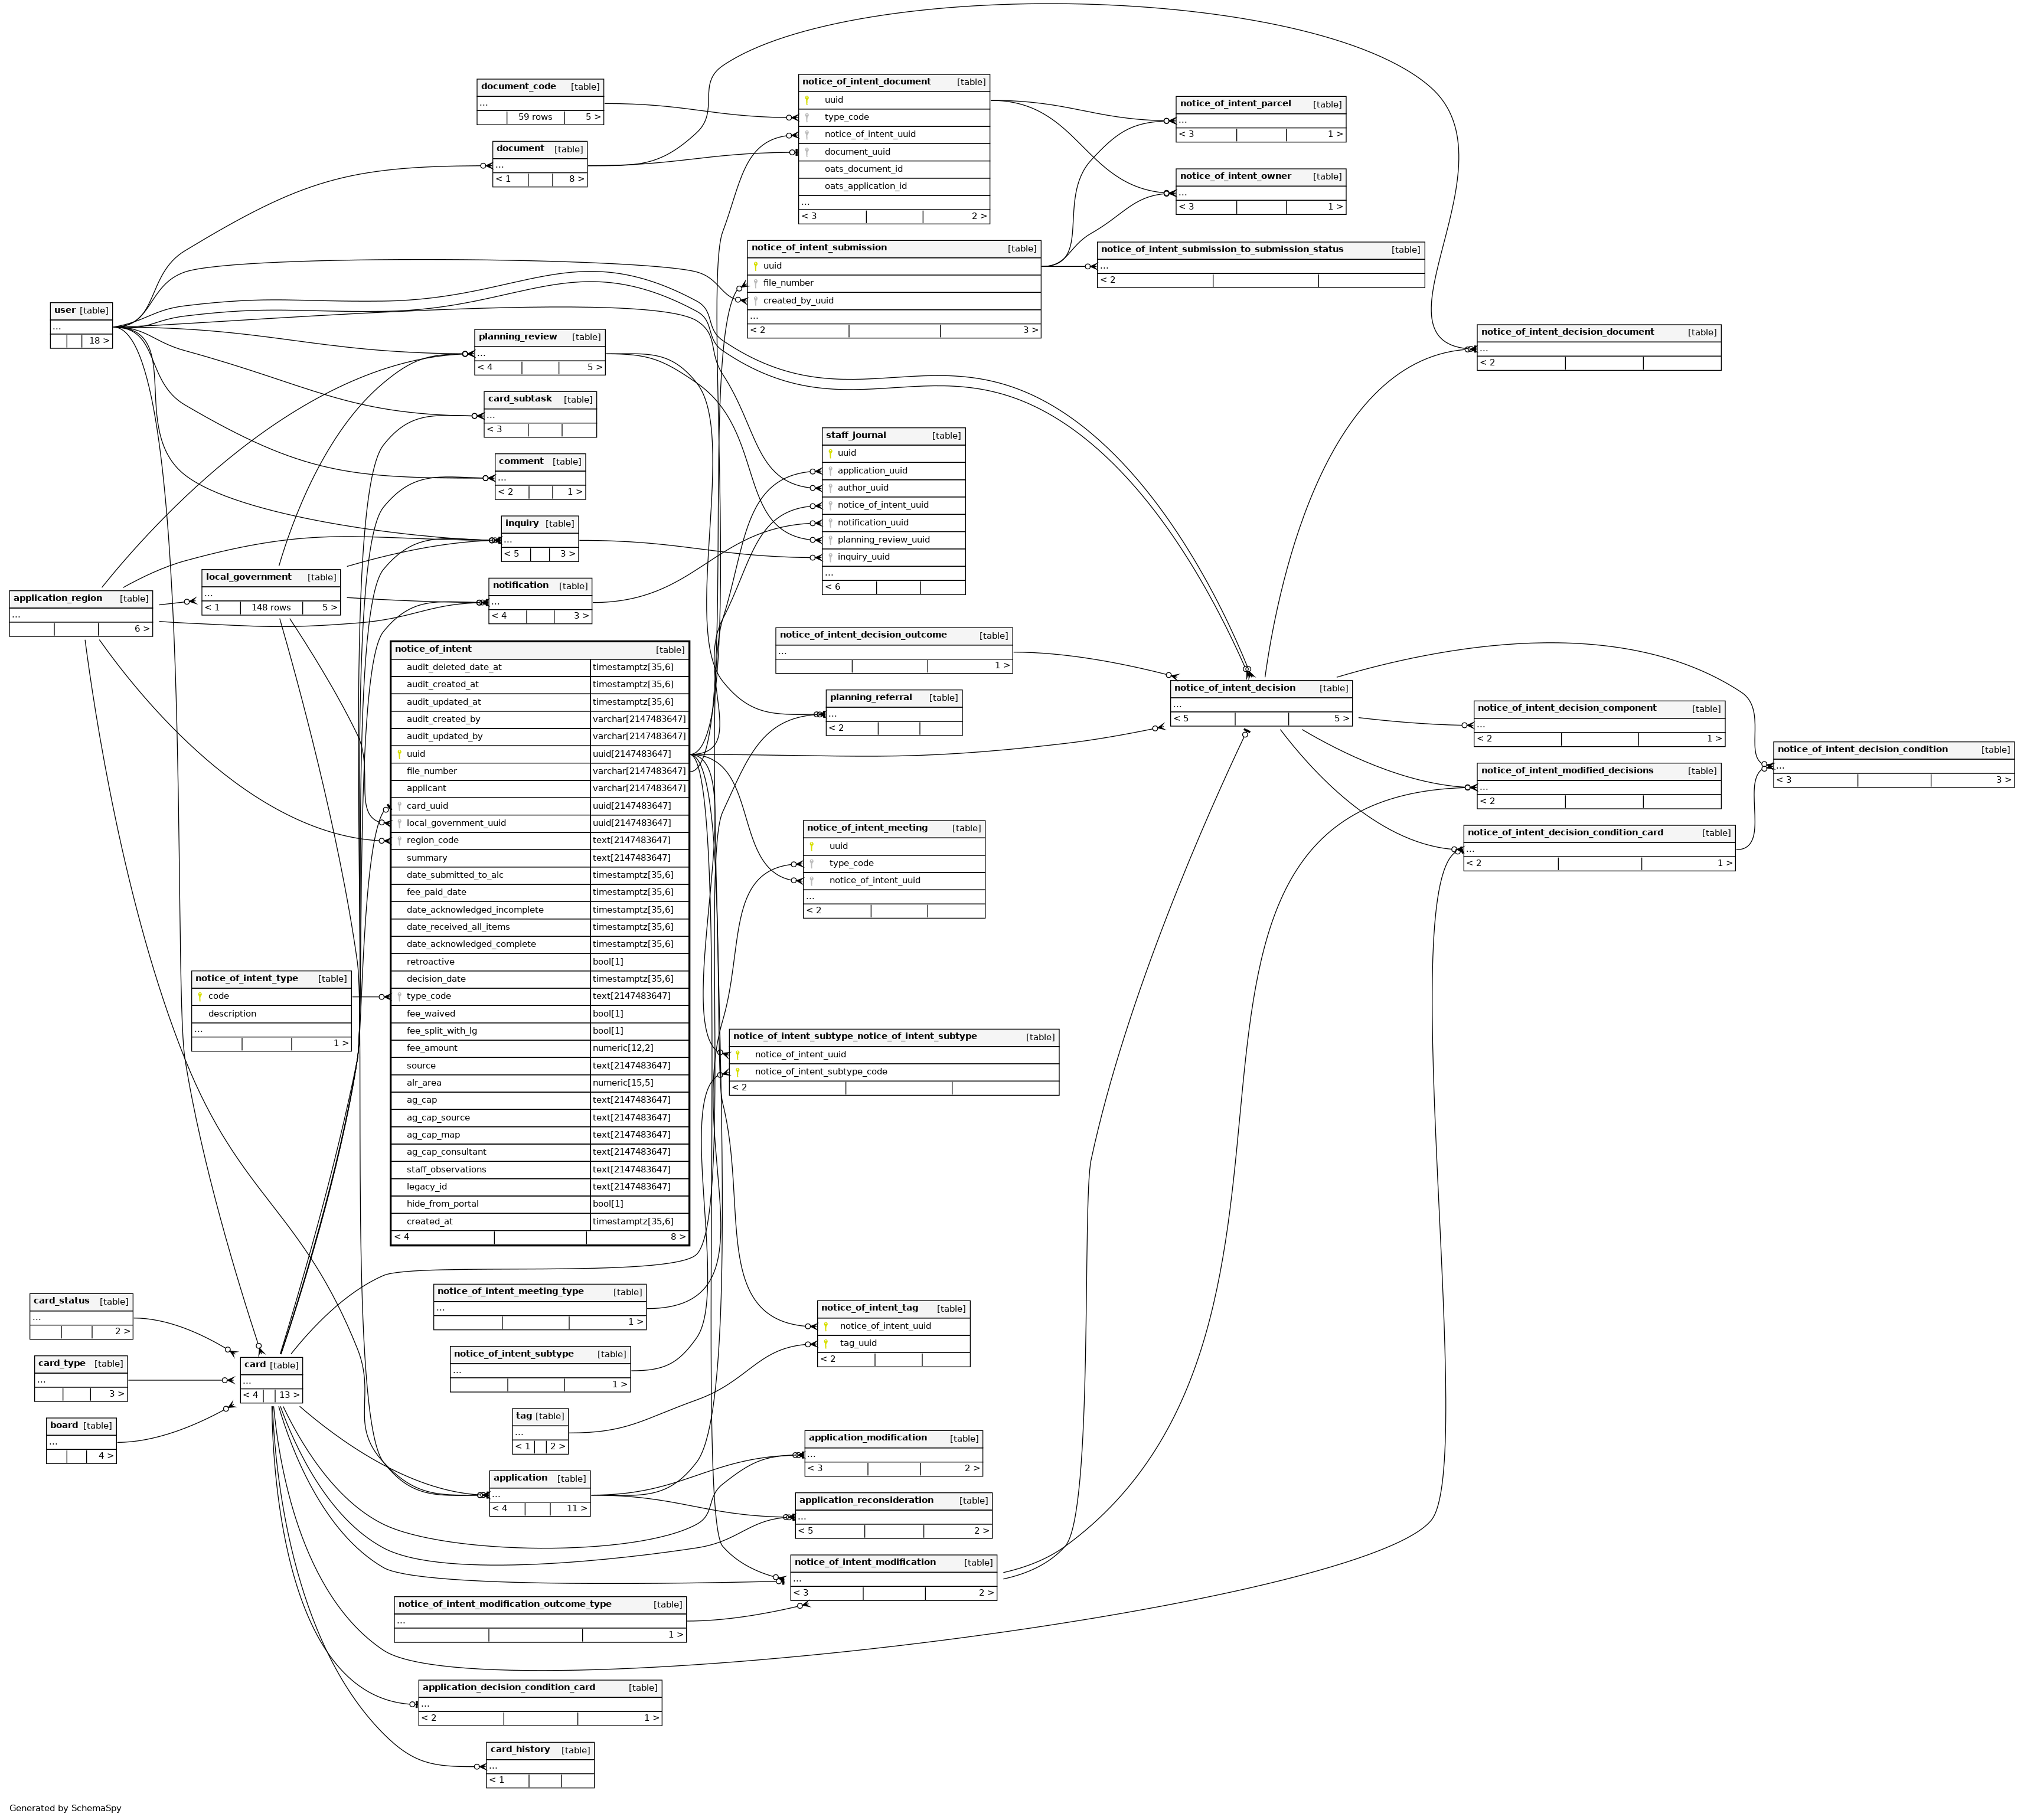 document_code [table]
...
59 rows 5 >
document [table]
...
< 1 8 >
notice_of_intent_document [table]
uuid
type_code
notice_of_intent_uuid
document_uuid
oats_document_id
oats_application_id
...
< 3 2 >
notice_of_intent_parcel [table]
...
< 3 1 >
notice_of_intent_owner [table]
...
< 3 1 >
notice_of_intent_submission [table]
uuid
file_number
created_by_uuid
...
< 2 3 >
notice_of_intent_submission_to_submission_status [table]
...
< 2
notice_of_intent_decision_document [table]
...
< 2
user [table]
...
18 >
planning_review [table]
...
< 4 5 >
card_subtask [table]
...
< 3
comment [table]
...
< 2 1 >
inquiry [table]
...
< 5 3 >
notification [table]
...
< 4 3 >
staff_journal [table]
uuid
application_uuid
author_uuid
notice_of_intent_uuid
notification_uuid
planning_review_uuid
inquiry_uuid
...
< 6
application_region [table]
...
6 >
local_government [table]
...
< 1 148 rows 5 >
notice_of_intent [table]
audit_deleted_date_at timestamptz[35,6]
audit_created_at timestamptz[35,6]
audit_updated_at timestamptz[35,6]
audit_created_by varchar[2147483647]
audit_updated_by varchar[2147483647]
uuid uuid[2147483647]
file_number varchar[2147483647]
applicant varchar[2147483647]
card_uuid uuid[2147483647]
local_government_uuid uuid[2147483647]
region_code text[2147483647]
summary text[2147483647]
date_submitted_to_alc timestamptz[35,6]
fee_paid_date timestamptz[35,6]
date_acknowledged_incomplete timestamptz[35,6]
date_received_all_items timestamptz[35,6]
date_acknowledged_complete timestamptz[35,6]
retroactive bool[1]
decision_date timestamptz[35,6]
type_code text[2147483647]
fee_waived bool[1]
fee_split_with_lg bool[1]
fee_amount numeric[12,2]
source text[2147483647]
alr_area numeric[15,5]
ag_cap text[2147483647]
ag_cap_source text[2147483647]
ag_cap_map text[2147483647]
ag_cap_consultant text[2147483647]
staff_observations text[2147483647]
legacy_id text[2147483647]
hide_from_portal bool[1]
created_at timestamptz[35,6]
< 4 8 >
notice_of_intent_decision_outcome [table]
...
1 >
planning_referral [table]
...
< 2
notice_of_intent_decision [table]
...
< 5 5 >
notice_of_intent_decision_component [table]
...
< 2 1 >
notice_of_intent_modified_decisions [table]
...
< 2
notice_of_intent_decision_condition_card [table]
...
< 2 1 >
notice_of_intent_decision_condition [table]
...
< 3 3 >
notice_of_intent_meeting [table]
uuid
type_code
notice_of_intent_uuid
...
< 2
notice_of_intent_type [table]
code
description
...
1 >
notice_of_intent_subtype_notice_of_intent_subtype [table]
notice_of_intent_uuid
notice_of_intent_subtype_code
< 2
card_status [table]
...
2 >
card_type [table]
...
3 >
board [table]
...
4 >
card [table]
...
< 4 13 >
notice_of_intent_meeting_type [table]
...
1 >
notice_of_intent_subtype [table]
...
1 >
tag [table]
...
< 1 2 >
application [table]
...
< 4 11 >
notice_of_intent_tag [table]
notice_of_intent_uuid
tag_uuid
< 2
application_modification [table]
...
< 3 2 >
application_reconsideration [table]
...
< 5 2 >
notice_of_intent_modification [table]
...
< 3 2 >
notice_of_intent_modification_outcome_type [table]
...
1 >
application_decision_condition_card [table]
...
< 2 1 >
card_history [table]
...
< 1
Generated by SchemaSpy